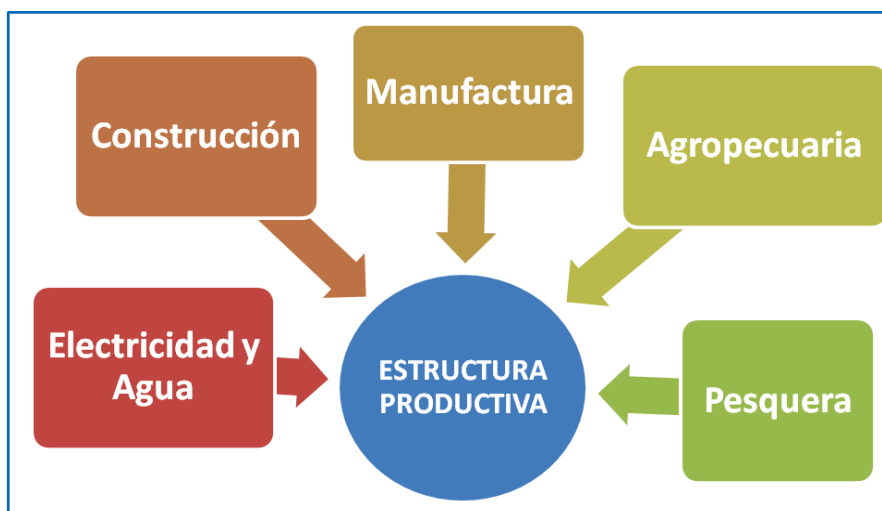 Manufactura
Construcción
Agropecuaria
Electricidad y
Agua
ESTRUCTURA
PRODUCTIVA
Pesquera